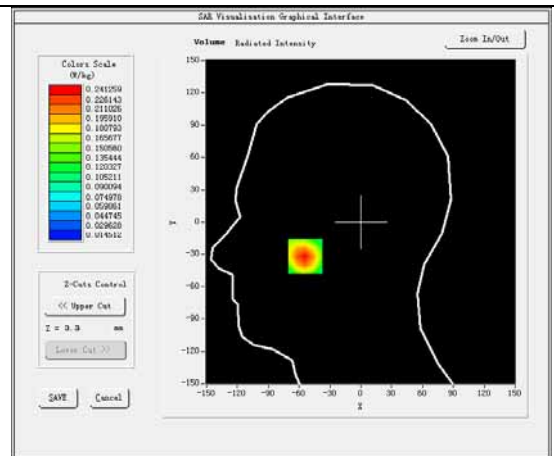 SAR Visualisation Graphical Interface
Volume Radiated Intensity
Zoom In/Out
Colors Scale
(W/kg)
0.241259
0.226143
0.211026
0.195910
0.180793
0.165677
0.150560
0.135444
0.120327
0.105211
0.090094
0.074978
0.059861
0.044745
0.029628
0.014512
Z-Cuts Control
<< Upper Cut
Z = 3.3 mm
Lower Cut >>
SAVE
Cancel
150
120
90
60
30
0
-30
-60
-90
-120
-150
Y
-150 -120 -90 -60 -30 0 30 60 90 120 150
X